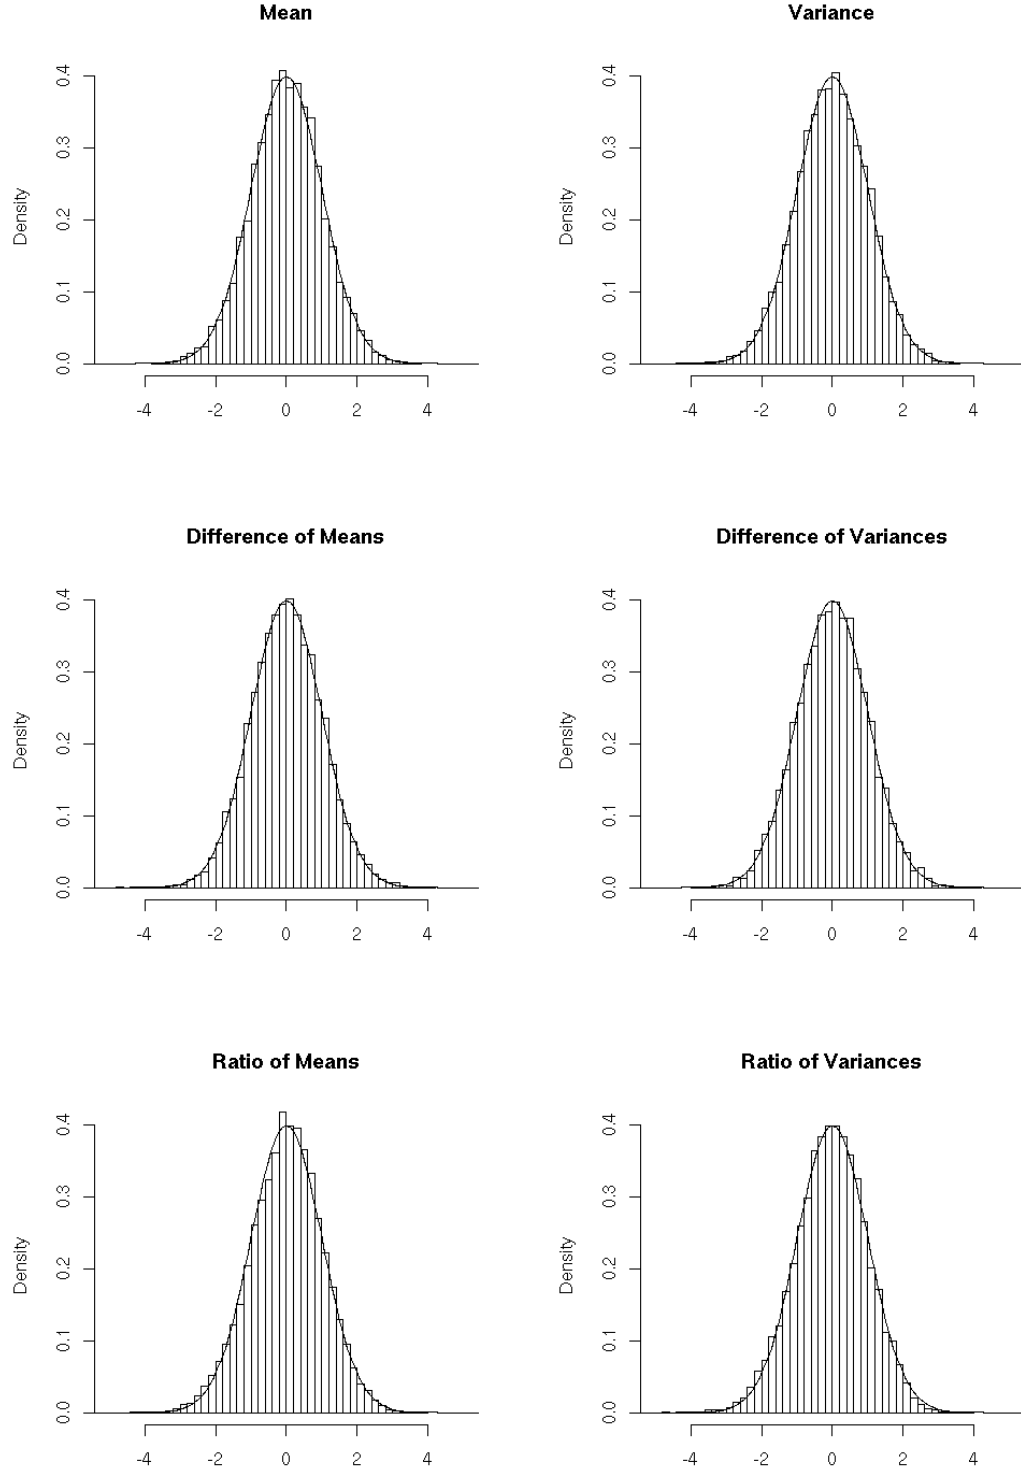 Mean
Variance
Density
0.0 0.1 0.2 0.3 0.4
-4 -2 0 2 4
Density
0.0 0.1 0.2 0.3 0.4
-4 -2 0 2 4
Difference of Means
Difference of Variances
Density
0.0 0.1 0.2 0.3 0.4
-4 -2 0 2 4
Density
0.0 0.1 0.2 0.3 0.4
-4 -2 0 2 4
Ratio of Means
Ratio of Variances
Density
0.0 0.1 0.2 0.3 0.4
-4 -2 0 2 4
Density
0.0 0.1 0.2 0.3 0.4
-4 -2 0 2 4